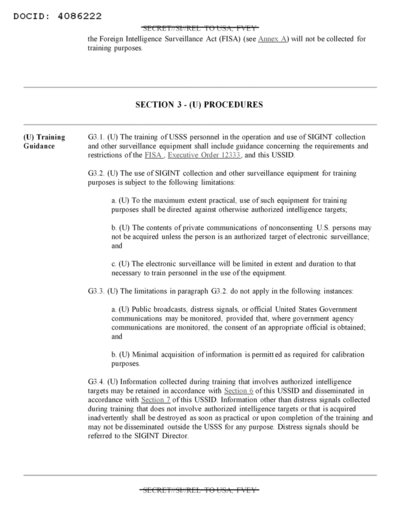 DOCID: 4086222
SECRET//SI//REL TO USA, FVEY
the Foreign Intelligence Surveillance Act (FISA) (see Annex A) will not be collected for
training purposes.
SECTION 3 - (U) PROCEDURES
(U) Training
Guidance
G3.1. (U) The training of USSS personnel in the operation and use of SIGINT collection
and other surveillance equipment shall include guidance concerning the requirements and
restrictions of the FISA , Executive Order 12333, and this USSID.
G3.2. (U) The use of SIGINT collection and other surveillance equipment for training
purposes is subject to the following limitations:
a. (U) To the maximum extent practical, use of such equipment for training
purposes shall be directed against otherwise authorized intelligence targets;
b. (U) The contents of private communications of nonconsenting U.S. persons may
not be acquired unless the person is an authorized target of electronic surveillance;
and
c. (U) The electronic surveillance will be limited in extent and duration to that
necessary to train personnel in the use of the equipment.
G3.3. (U) The limitations in paragraph G3.2. do not apply in the following instances:
a. (U) Public broadcasts, distress signals, or official United States Government
communications may be monitored, provided that, where government agency
communications are monitored, the consent of an appropriate official is obtained;
and
b. (U) Minimal acquisition of information is permitted as required for calibration
purposes.
G3.4. (U) Information collected during training that involves authorized intelligence
targets may be retained in accordance with Section 6 of this USSID and disseminated in
accordance with Section 7 of this USSID. Information other than distress signals collected
during training that does not involve authorized intelligence targets or that is acquired
inadvertently shall be destroyed as soon as practical or upon completion of the training and
may not be disseminated outside the USSS for any purpose. Distress signals should be
referred to the SIGINT Director.
SECRET//SI//REL TO USA, FVEY